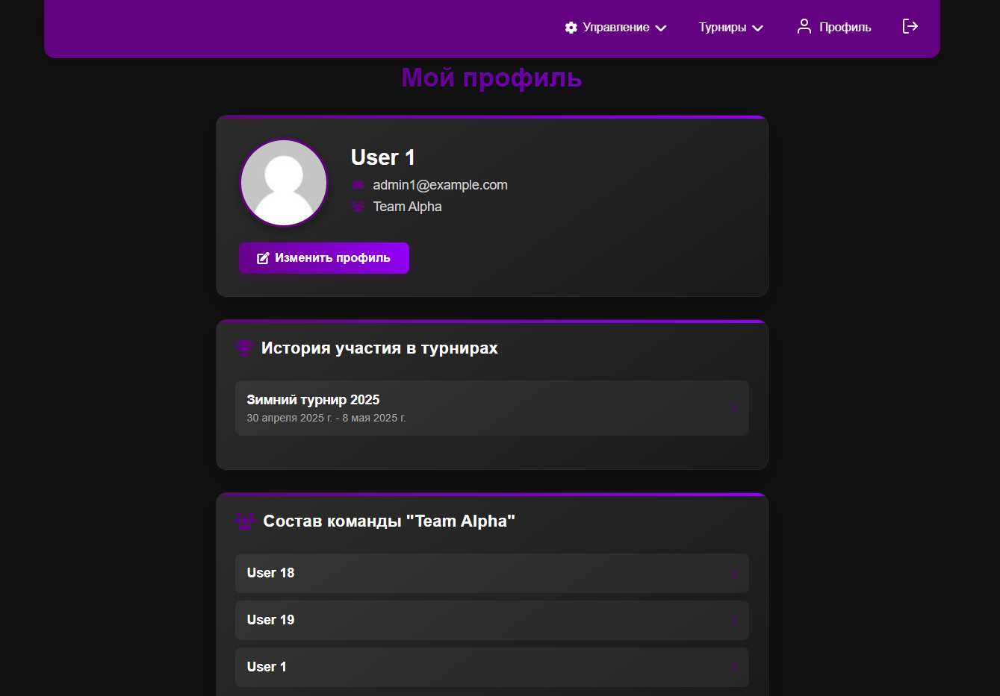 Управление
Турниры
Профиль
Мой профиль
User 1
admin1@example.com
Team Alpha
Изменить профиль
История участия в турнирах
Зимний турнир 2025
30 апреля 2025 г. - 8 мая 2025 г.
Состав команды "Team Alpha"
User 18
User 19
User 1